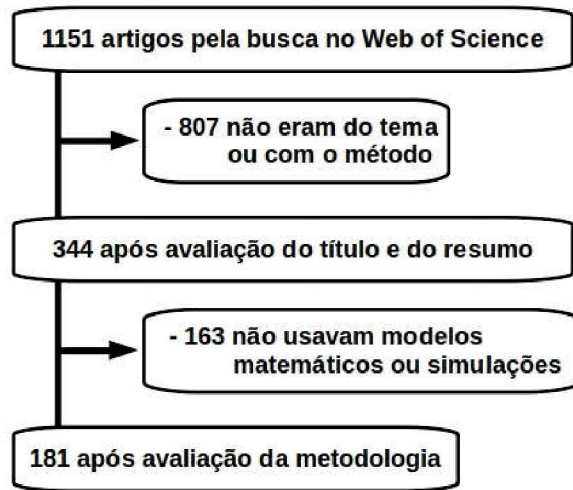 1151 artigos pela busca no Web of Science
- 807 não eram do tema
ou com o método
344 após avaliação do título e do resumo
- 163 não usavam modelos
matemáticos ou simulações
181 após avaliação da metodologia